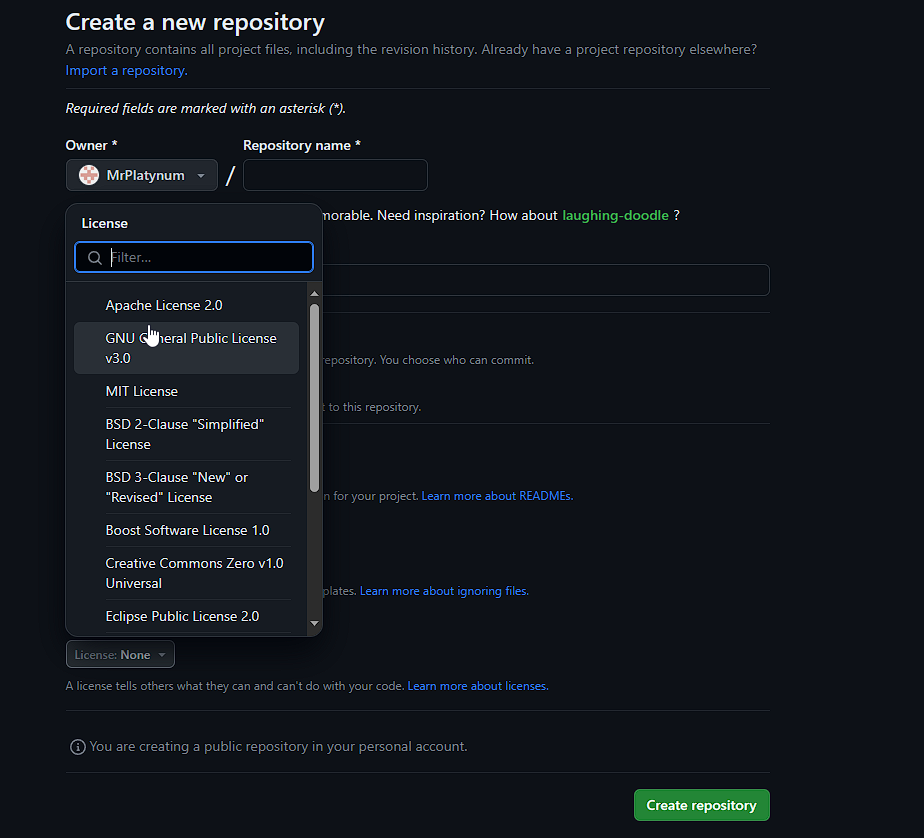 Create a new repository
A repository contains all project files, including the revision history. Already have a project repository elsewhere?
Import a repository.
Required fields are marked with an asterisk (*).
Owner *
Repository name *
MrPlatynum
/
License
Need inspiration? How about laughing-doodle ?
Filter...
Apache License 2.0
GNU General Public License
v3.0
repository. You choose who can commit.
MIT License
to this repository.
BSD 2-Clause "Simplified"
License
BSD 3-Clause "New" or
"Revised" License
for your project. Learn more about READMEs.
Boost Software License 1.0
Creative Commons Zero v1.0
Universal
Learn more about ignoring files.
Eclipse Public License 2.0
License: None
A license tells others what they can and can't do with your code. Learn more about licenses.
You are creating a public repository in your personal account.
Create repository